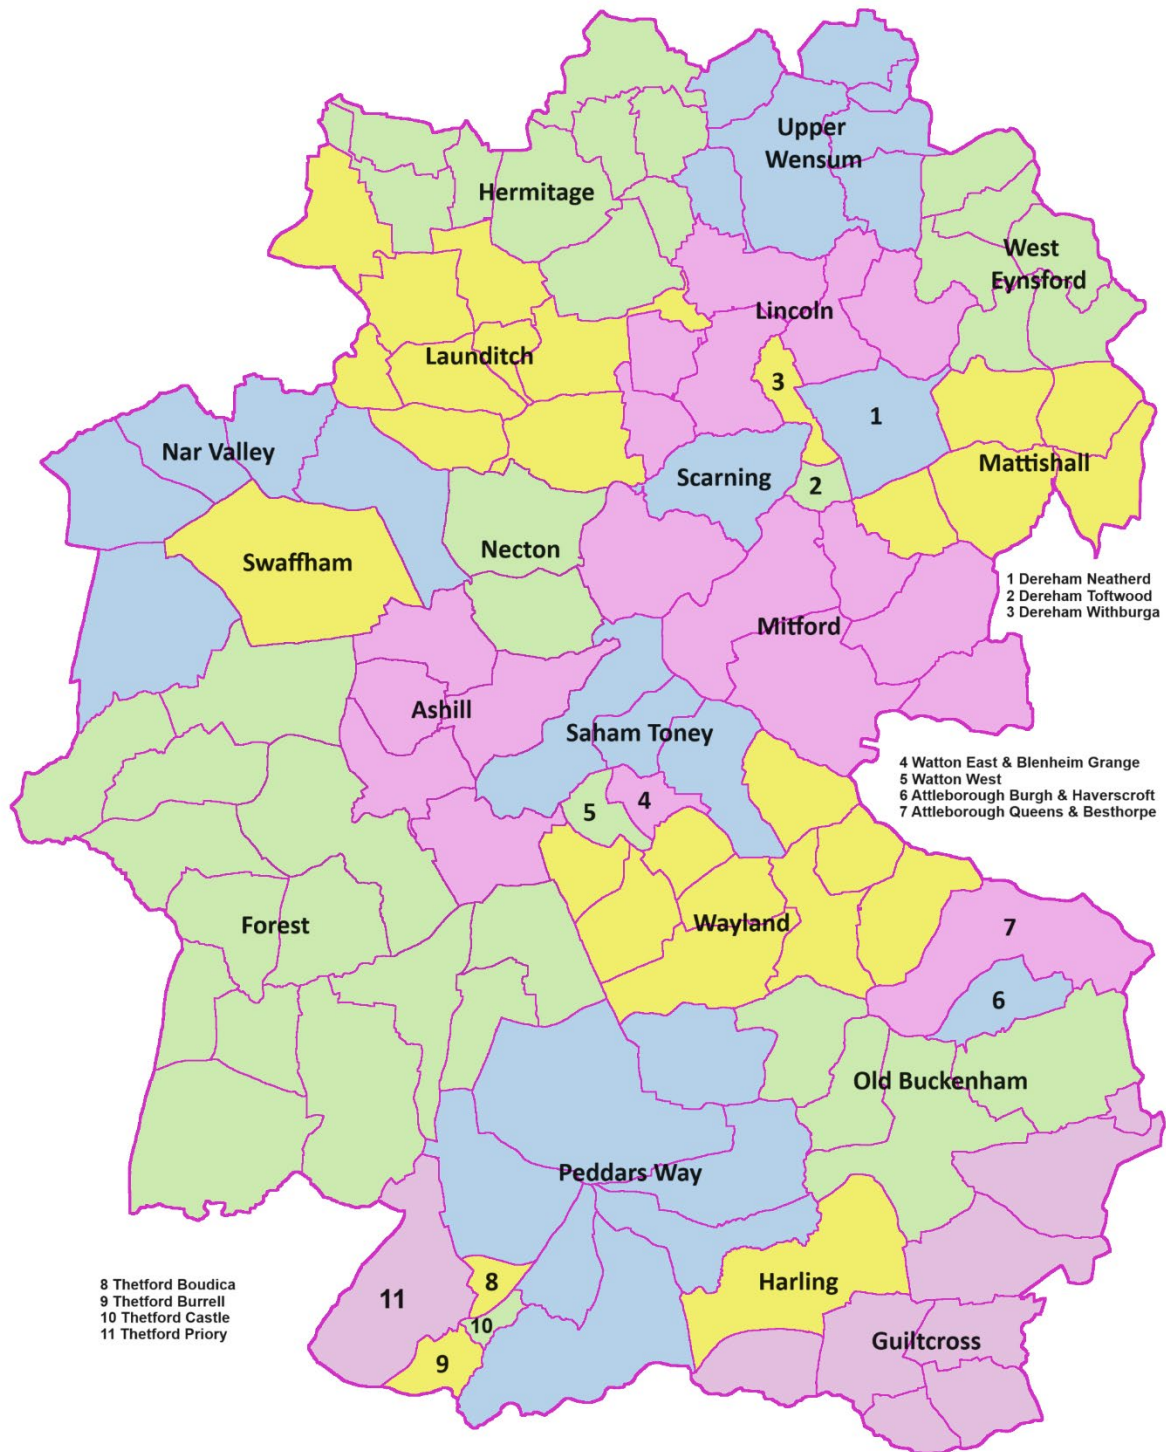 Upper
Wensum
Hermitage
West
Eynsford
Lincoln
Launditch
3
1
Nar Valley
Mattishall
Scarning
2
Necton
Swaffham
1 Dereham Neatherd
2 Dereham Toftwood
3 Dereham Withburga
Mitford
Ashill
Saham Toney
4 Watton East & Blenheim Grange
5 Watton West
6 Attleborough Burgh & Haverscroft
7 Attleborough Queens & Besthorpe
4
5
Wayland
Forest
7
6
Old Buckenham
Peddars Way
8
Harling
8 Thetford Boudica
9 Thetford Burrell
10 Thetford Castle
11 Thetford Priory
11
10
Guiltcross
9